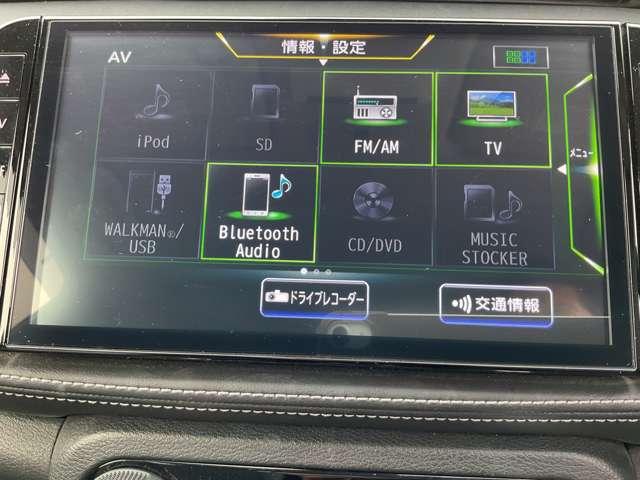 情報・設定
AV
iPod
SD
FM/AM
TV
メニュー
WALKMAN®/
USB
Bluetooth
Audio
CD/DVD
MUSIC
STOCKER
ドライブレコーダー
交通情報